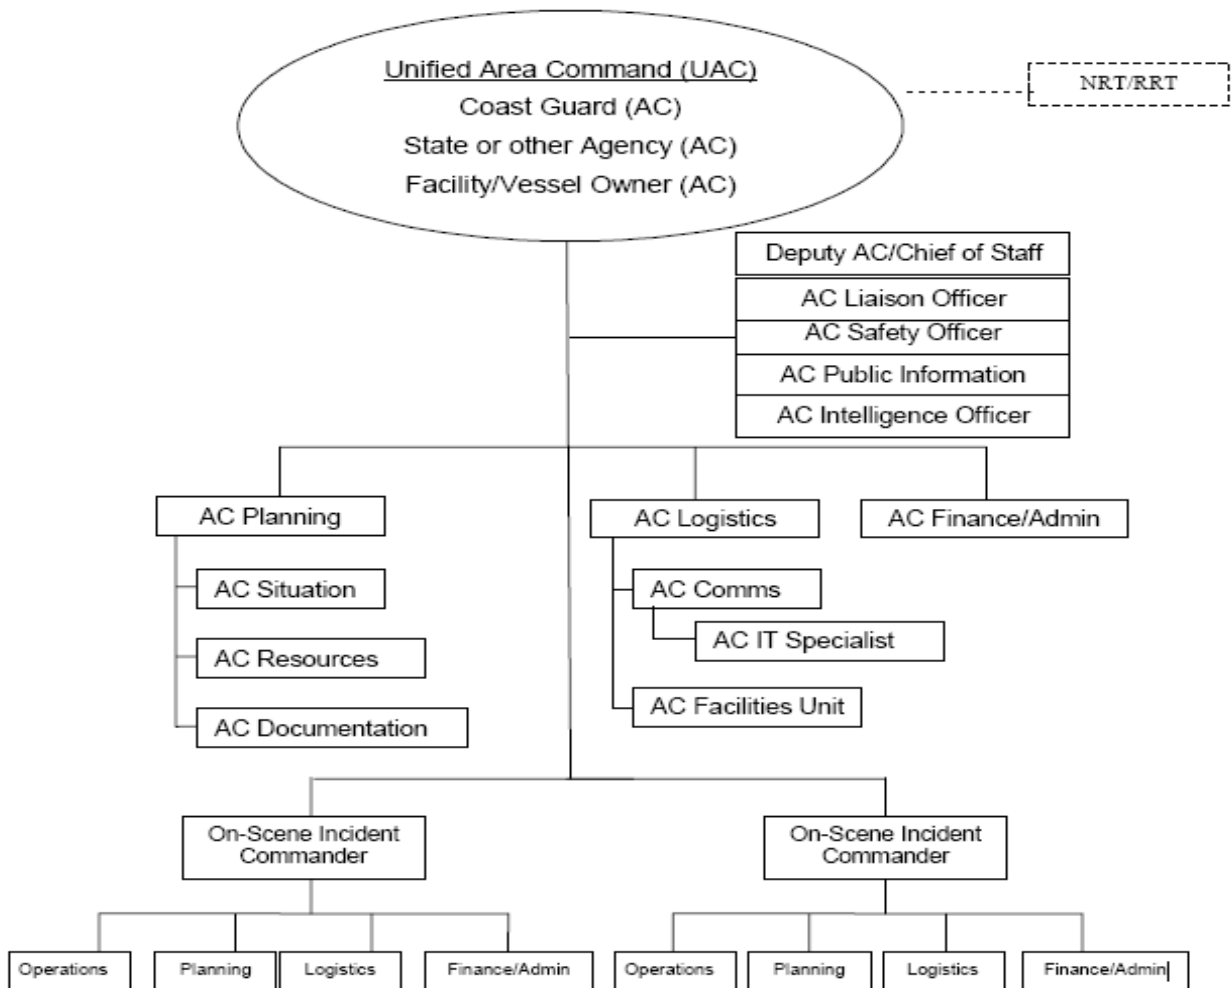 Unified Area Command (UAC)
Coast Guard (AC)
State or other Agency (AC)
Facility/Vessel Owner (AC)
NRT/RRT
Deputy AC/Chief of Staff
AC Liaison Officer
AC Safety Officer
AC Public Information
AC Intelligence Officer
AC Planning
AC Logistics
AC Finance/Admin
AC Situation
AC Resources
AC Documentation
AC Comms
AC IT Specialist
AC Facilities Unit
On-Scene Incident
Commander
On-Scene Incident
Commander
Operations
Planning
Logistics
Finance/Admin
Operations
Planning
Logistics
Finance/Admin